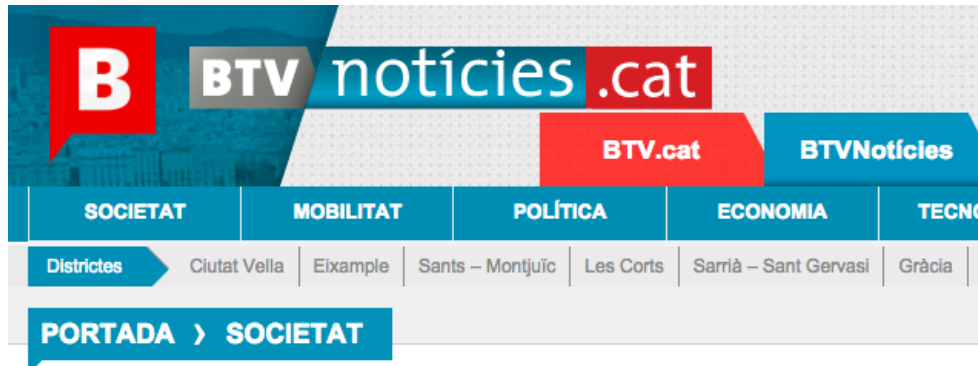 B BTV notícies .cat
BTV.cat BTVNotícies
SOCIETAT MOBILITAT POLÍTICA ECONOMIA TECNO
Districtes Ciutat Vella Eixample Sants – Montjuïc Les Corts Sarrià – Sant Gervasi Gràcia
PORTADA › SOCIETAT